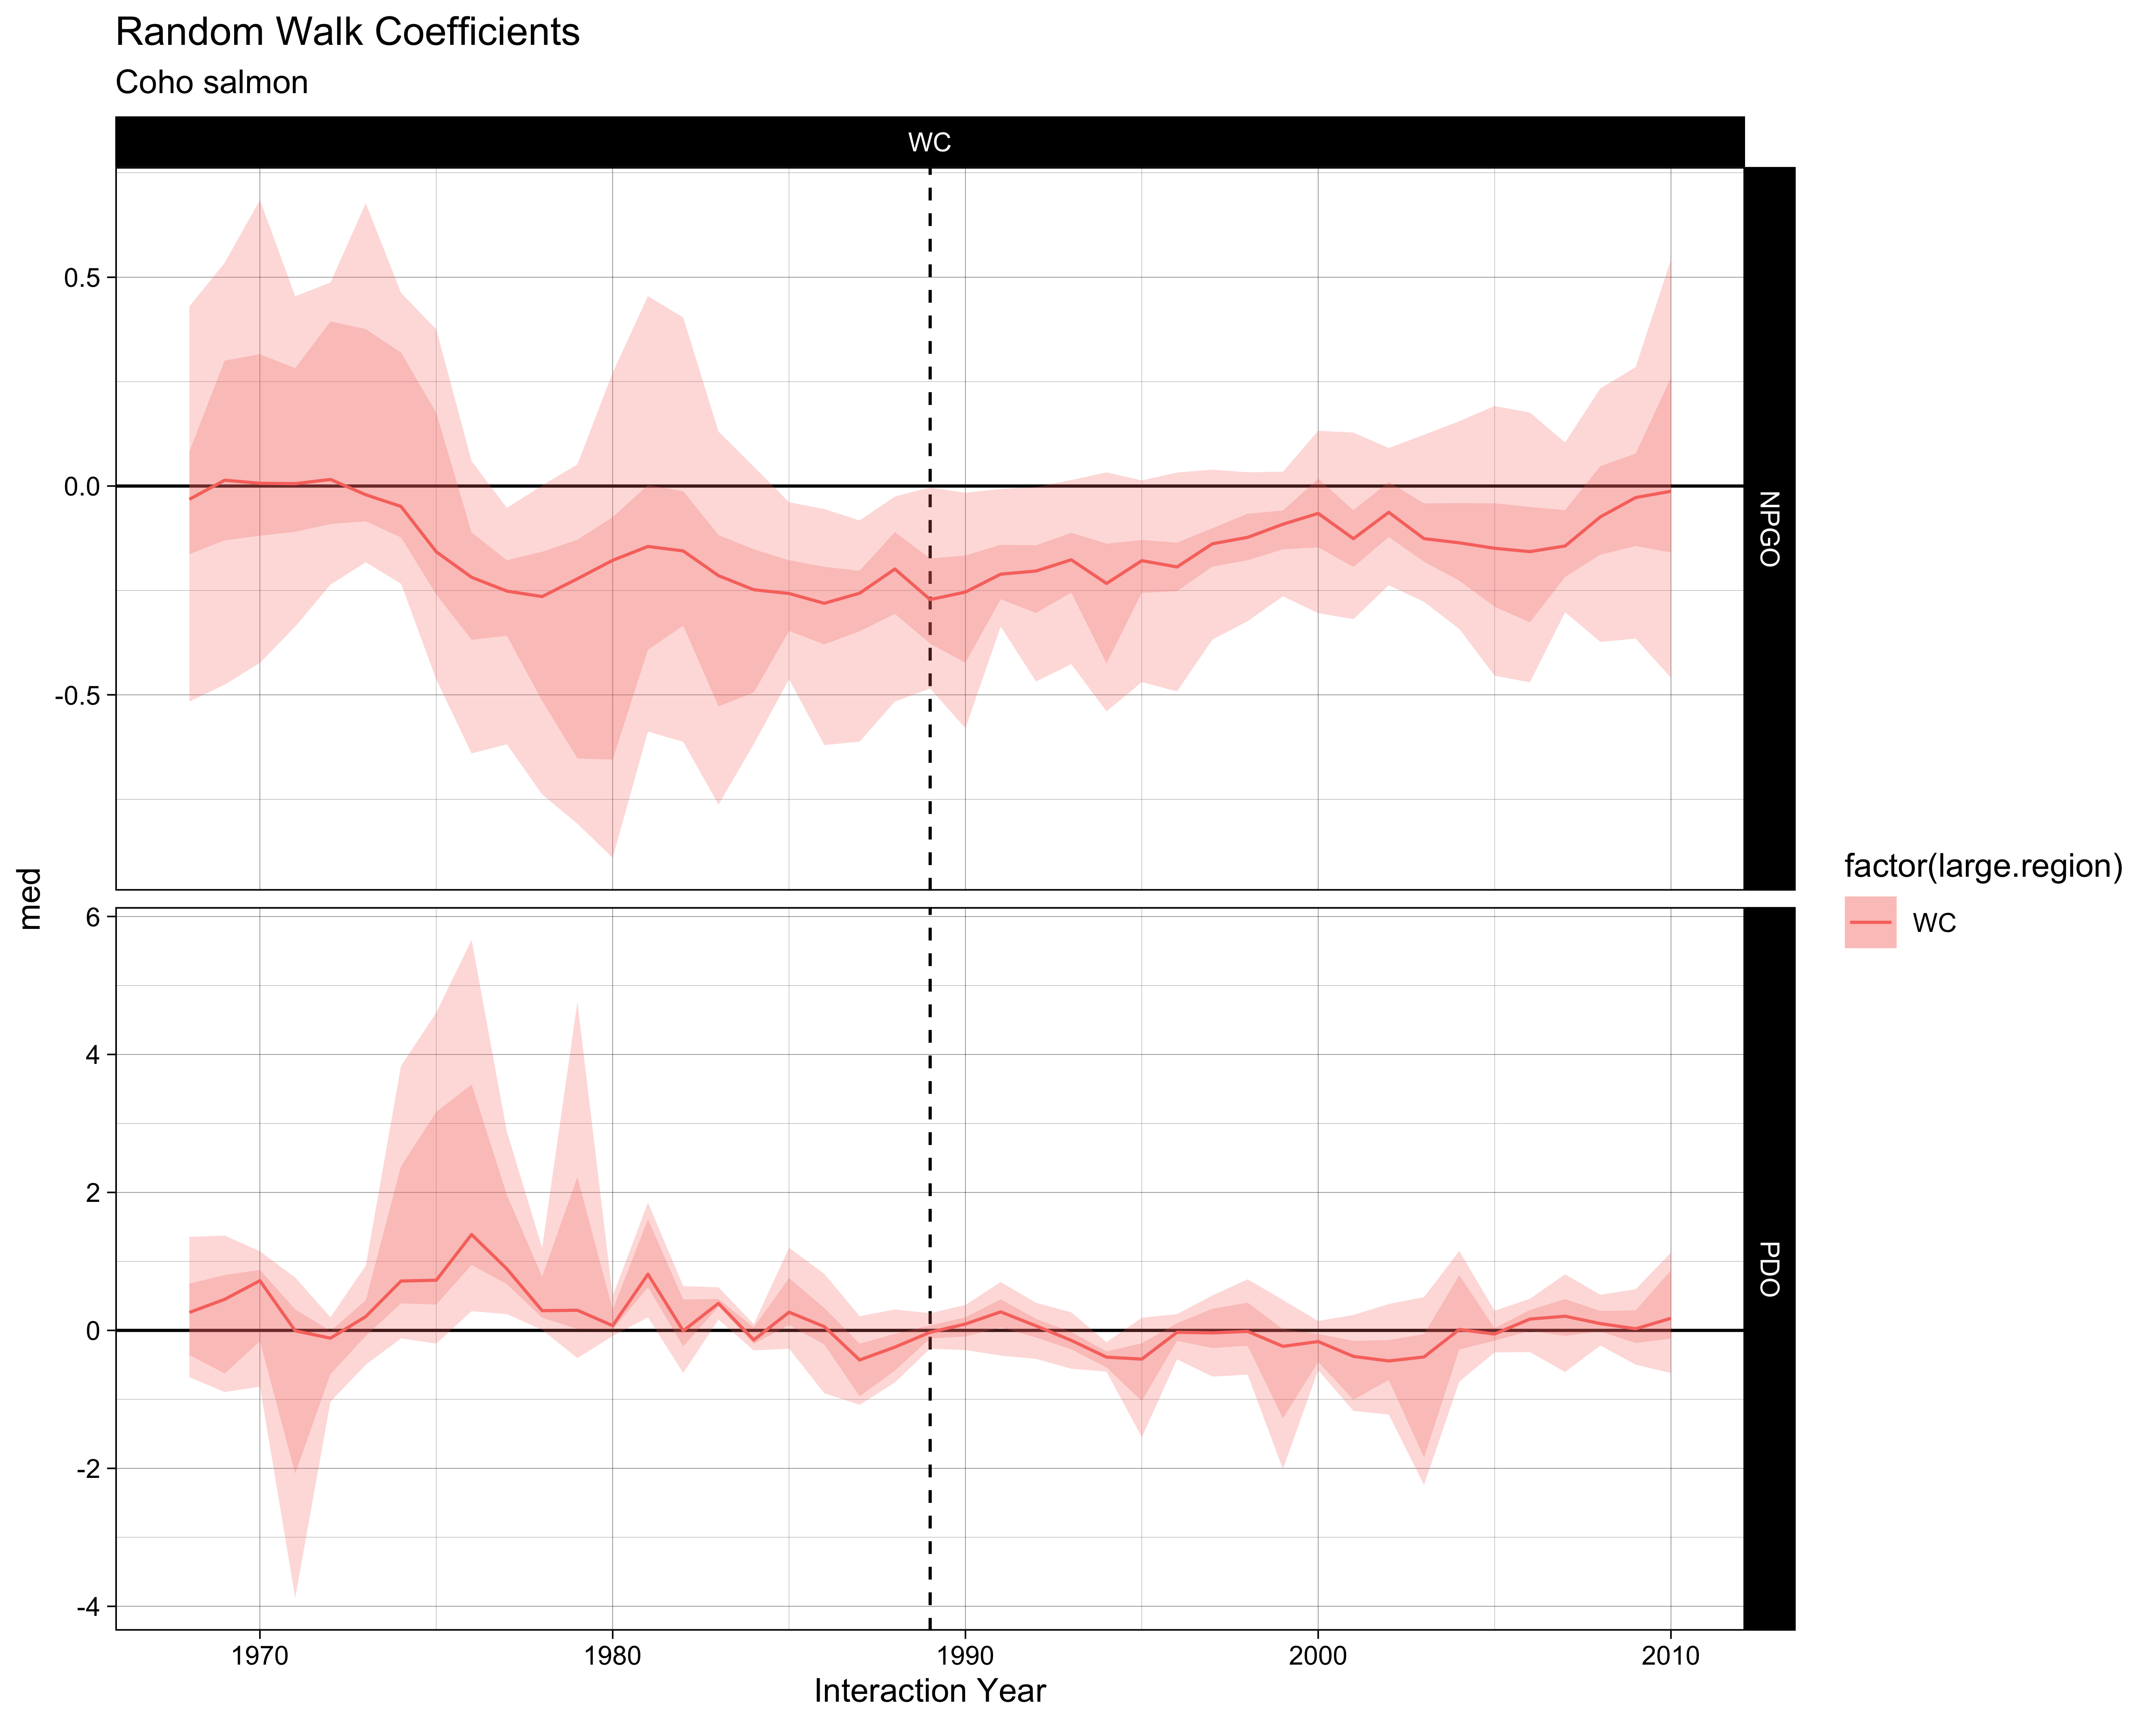 Random Walk Coefficients
Coho salmon
WC
0.5
0.0
-0.5
NPGO
med
6
4
2
0
-2
-4
PDO
1970 1980 1990 2000 2010
Interaction Year
factor(large.region)
WC